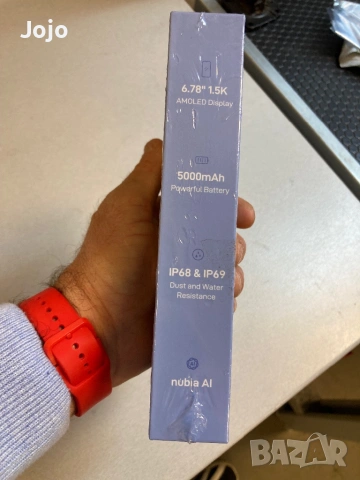 Jojo
6.78" 1.5K
AMOLED Display
5000mAh
Powerful Battery
IP68 & IP69
Dust and Water
Resistance
nubia AI
BAZAR